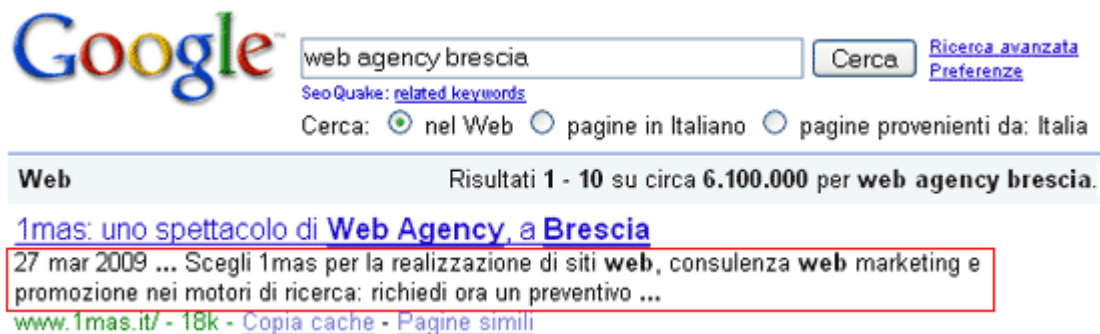 Google™
web agency brescia
Cerca
Ricerca avanzata
Preferenze
SeoQuake: related keywords
Cerca: nel Web pagine in Italiano pagine provenienti da: Italia
Web Risultati 1 - 10 su circa 6.100.000 per web agency brescia.
1mas: uno spettacolo di Web Agency, a Brescia
27 mar 2009 ... Scegli 1mas per la realizzazione di siti web, consulenza web marketing e
promozione nei motori di ricerca: richiedi ora un preventivo ...
www.1mas.it/ - 18k - Copia cache - Pagine simili